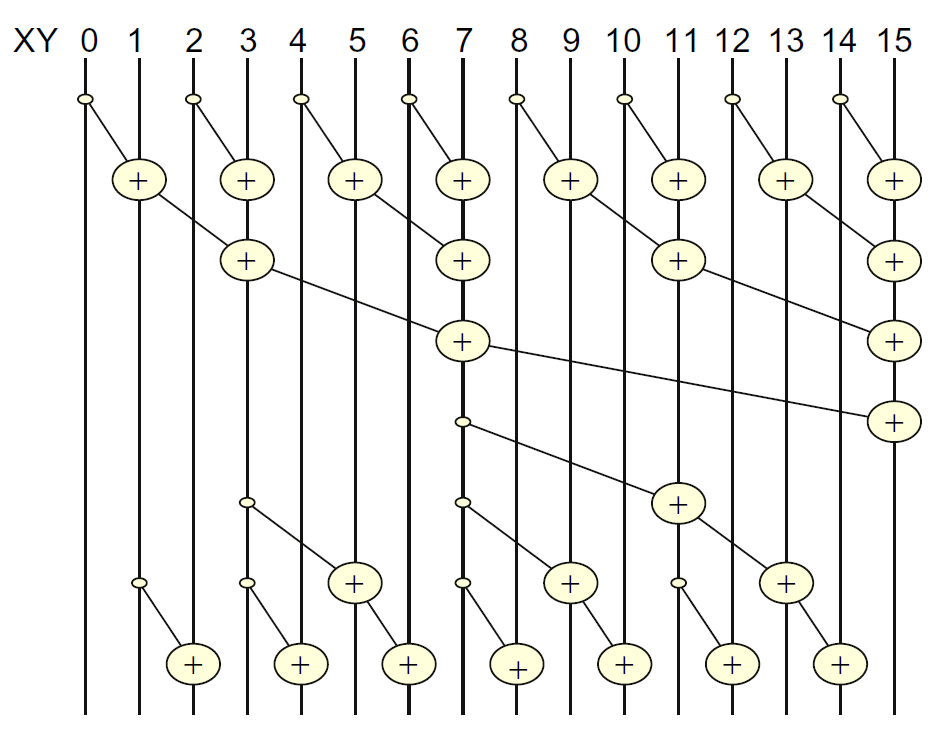 XY 0 1 2 3 4 5 6 7 8 9 10 11 12 13 14 15
+ + + + + + + +
+ + + +
+ +
+
+
+ + +
+ + + + + + +